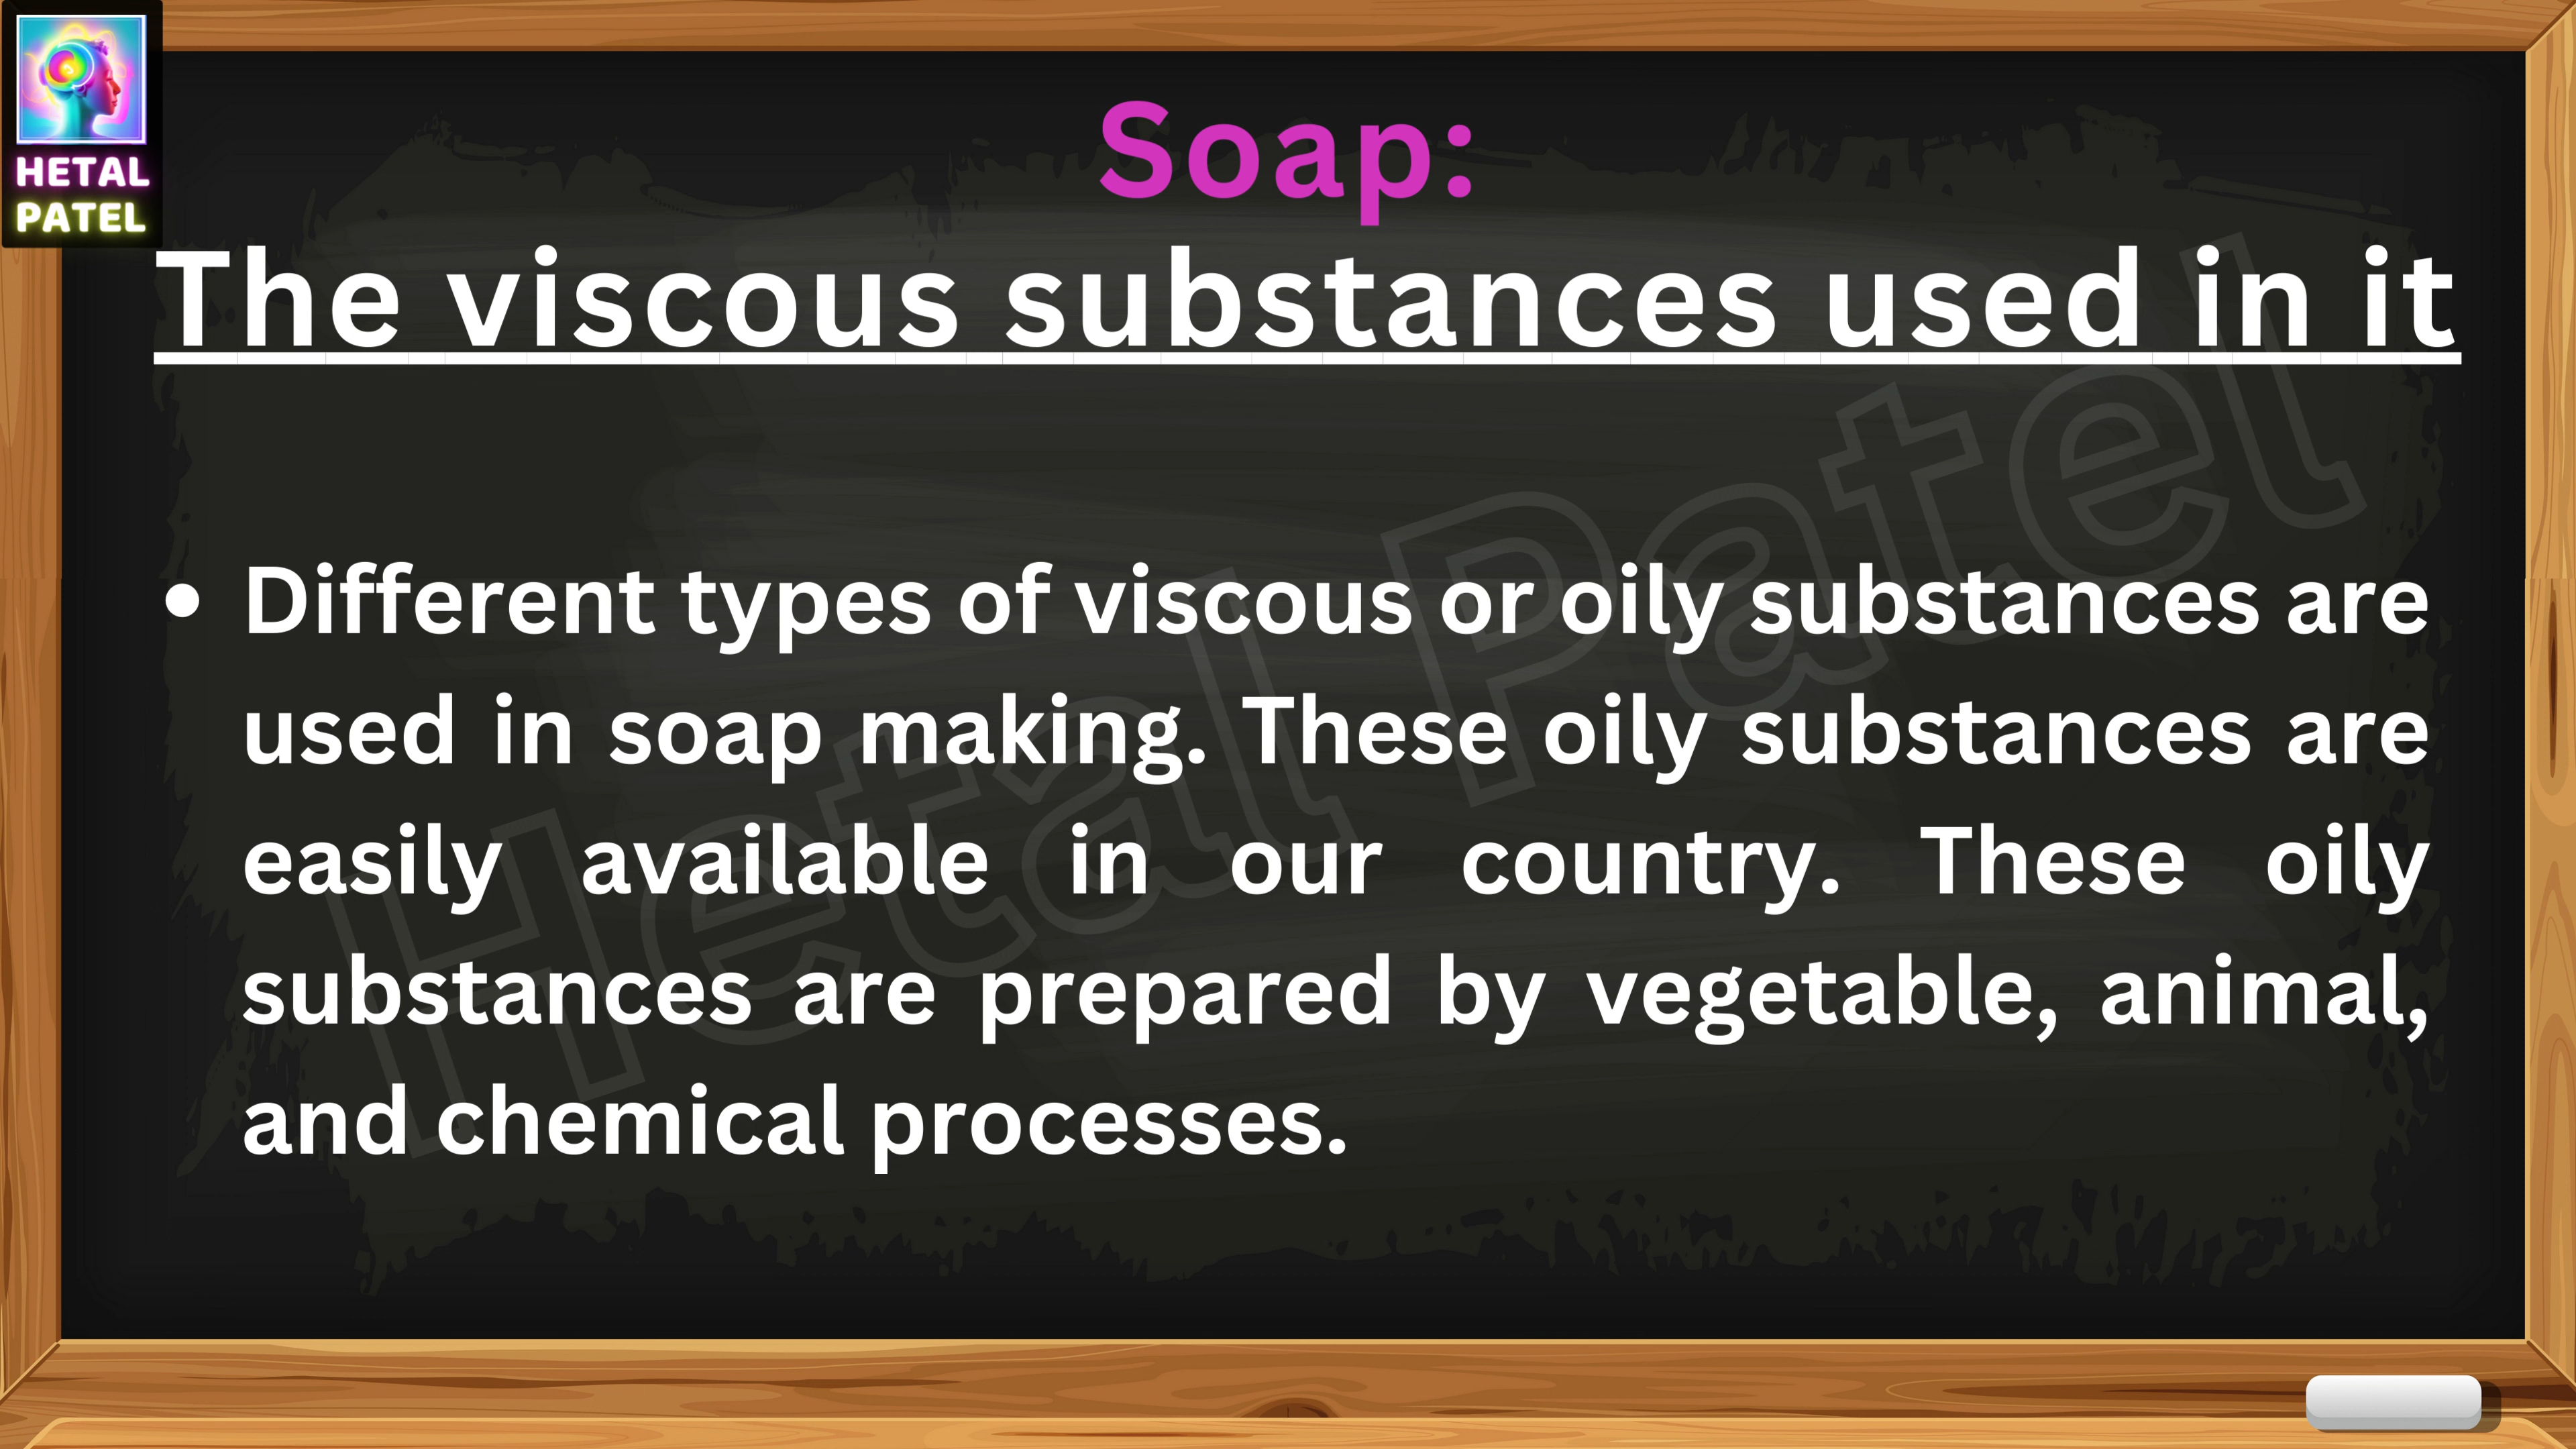 HETAL
PATEL
Soap:
The viscous substances used in it
• Different types of viscous or oily substances are
used in soap making. These oily substances are
easily available in our country. These oily
substances are prepared by vegetable, animal,
and chemical processes.
Hetal Patel